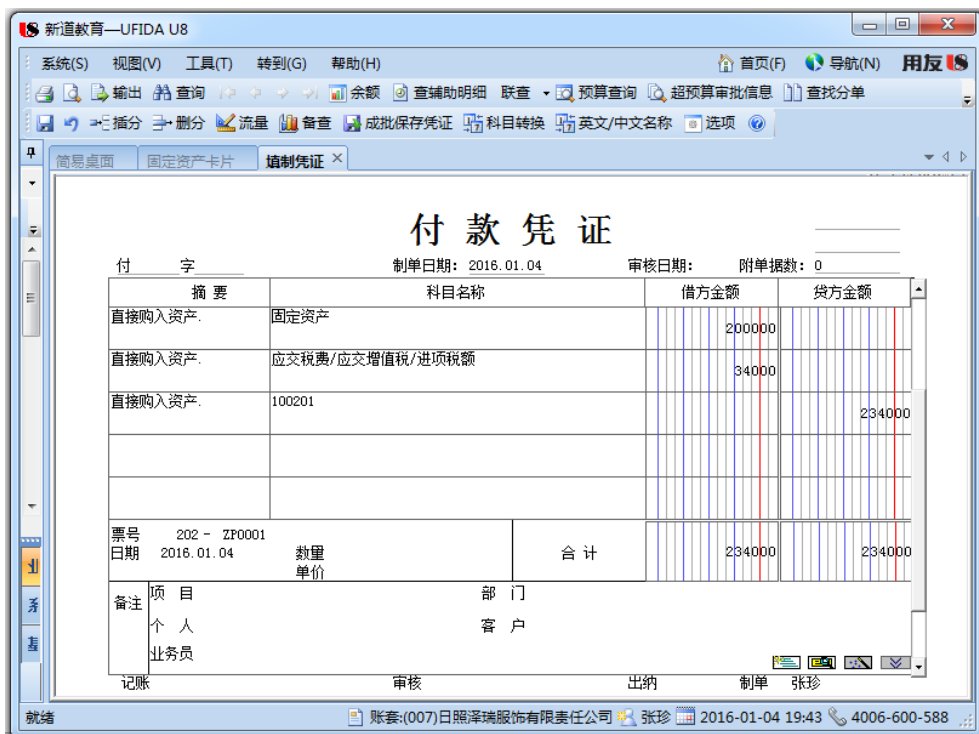 新道教育—UFIDA U8
系统(S) 视图(V) 工具(T) 转到(G) 帮助(H) 首页(F) 导航(N) 用友U8
输出 查询 余额 查辅助明细 联查 预算查询 超预算审批信息 查找分单
插分 删分 流量 备查 成批保存凭证 科目转换 英文/中文名称 选项
简易桌面 固定资产卡片 填制凭证
付款凭证
付 字 制单日期: 2016.01.04 审核日期: 附单据数: 0
摘要 科目名称 借方金额 贷方金额
直接购入资产. 固定资产 200000
直接购入资产. 应交税费/应交增值税/进项税额 34000
直接购入资产. 100201 234000
票号 202 - ZP0001
日期 2016.01.04 数量 合计 234000 234000
单价
备注 项目 部门
个人 客户
业务员
记账 审核 出纳 制单 张珍
就绪 账套:(007)日照泽瑞服饰有限责任公司 张珍 2016-01-04 19:43 4006-600-588